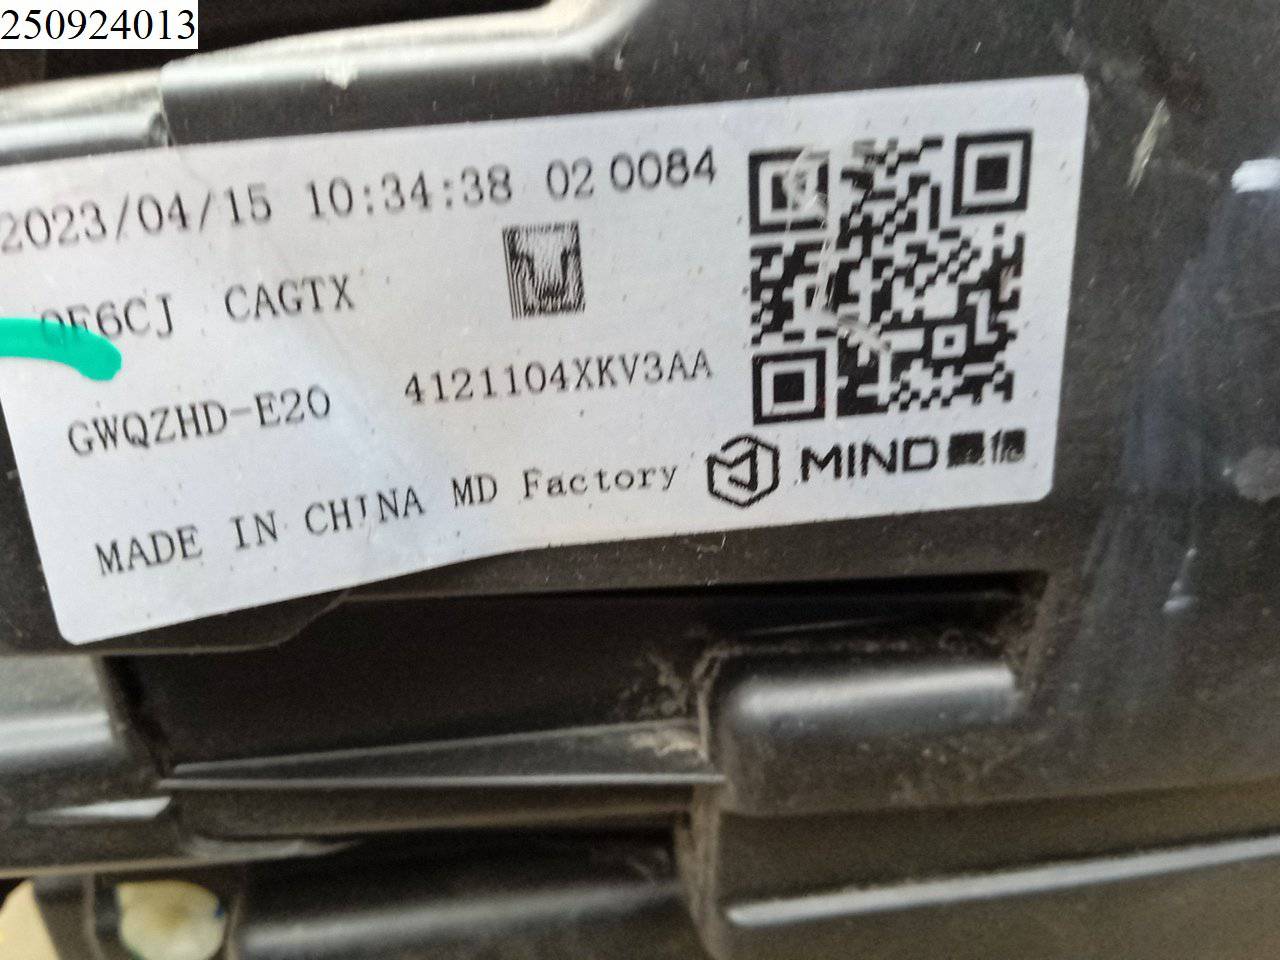 250924013
2023/04/15 10:34:38 02 0084
0F6CJ CAGTX
GWQZHD-E20 4121104XKV3AA
MADE IN CHINA MD Factory MIND